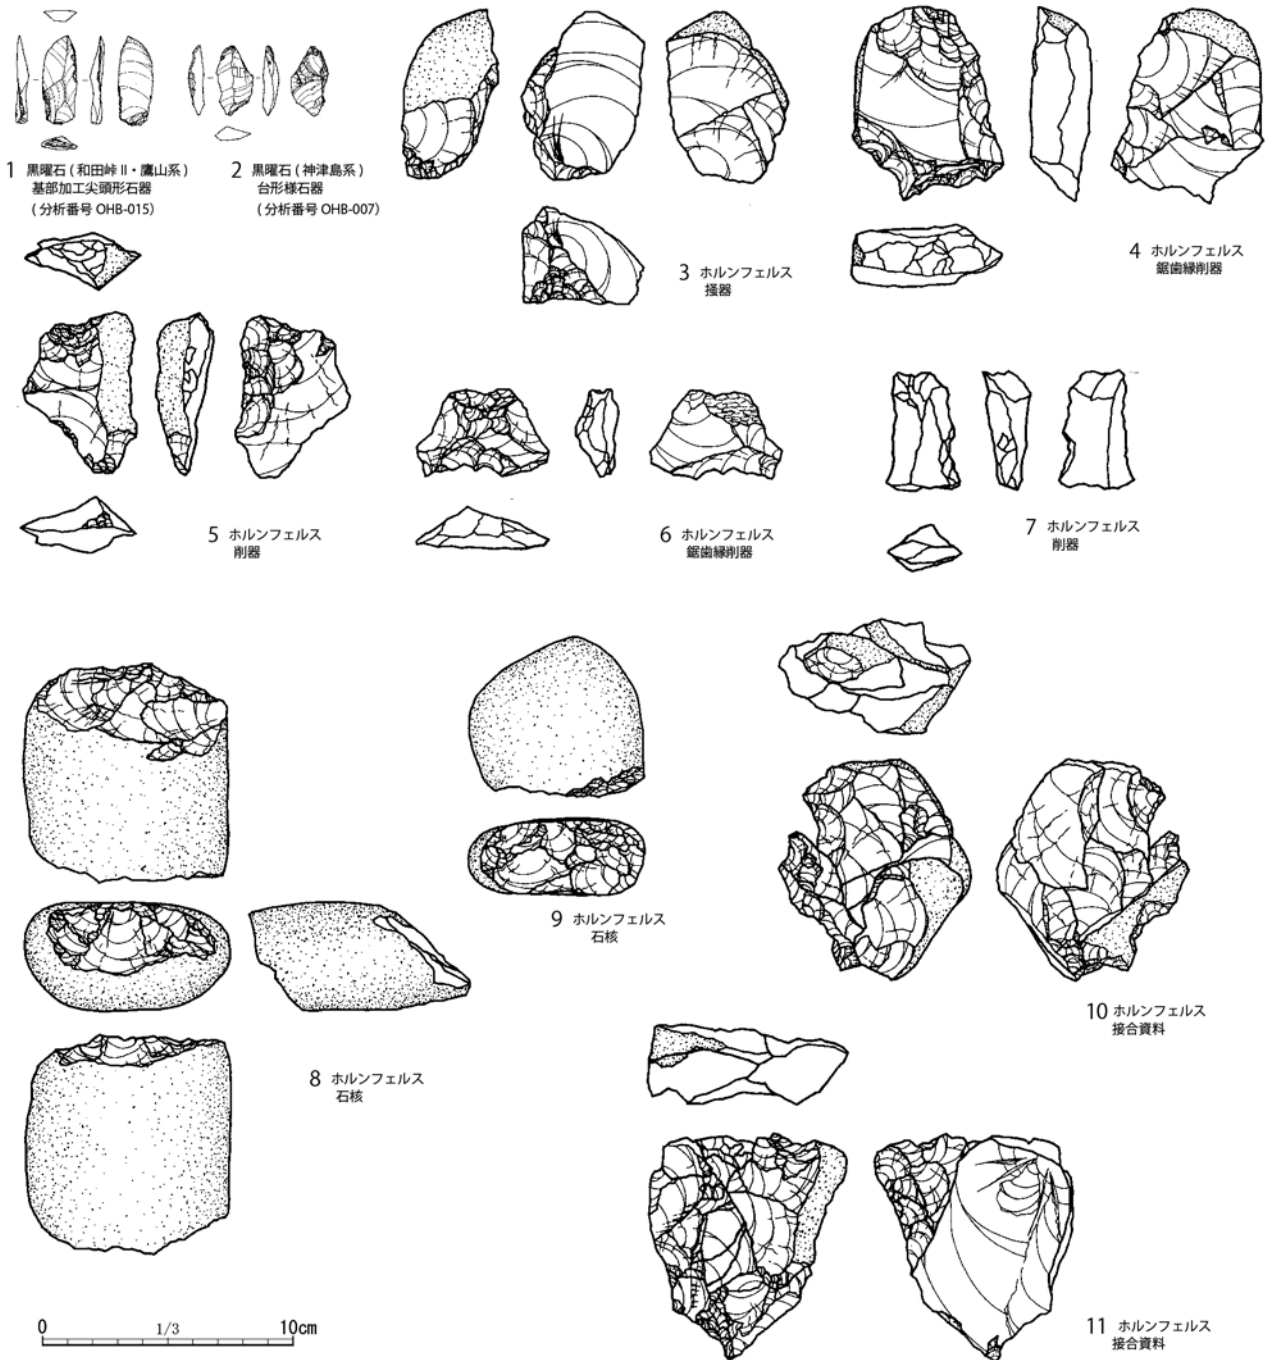 1 黒曜石 ( 和田峠 II・鷹山系 )
基部加工尖頭形石器
( 分析番号 OHB-015)
2 黒曜石 ( 神津島系 )
台形様石器
( 分析番号 OHB-007)
3 ホルンフェルス
掻器
4 ホルンフェルス
鋸歯縁削器
5 ホルンフェルス
削器
6 ホルンフェルス
鋸歯縁削器
7 ホルンフェルス
削器
8 ホルンフェルス
石核
9 ホルンフェルス
石核
10 ホルンフェルス
接合資料
11 ホルンフェルス
接合資料
0 1/3 10cm